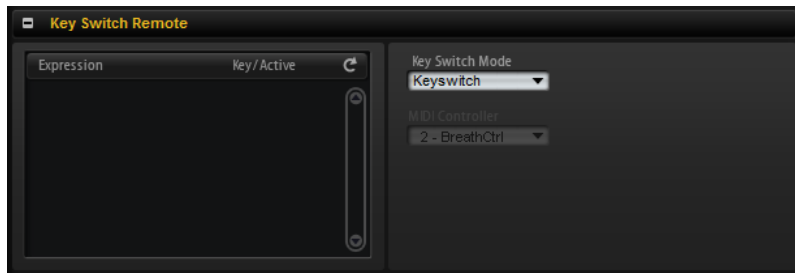 Key Switch Remote
Expression Key/Active
Key Switch Mode
Keyswitch
MIDI Controller
2 - BreathCtrl